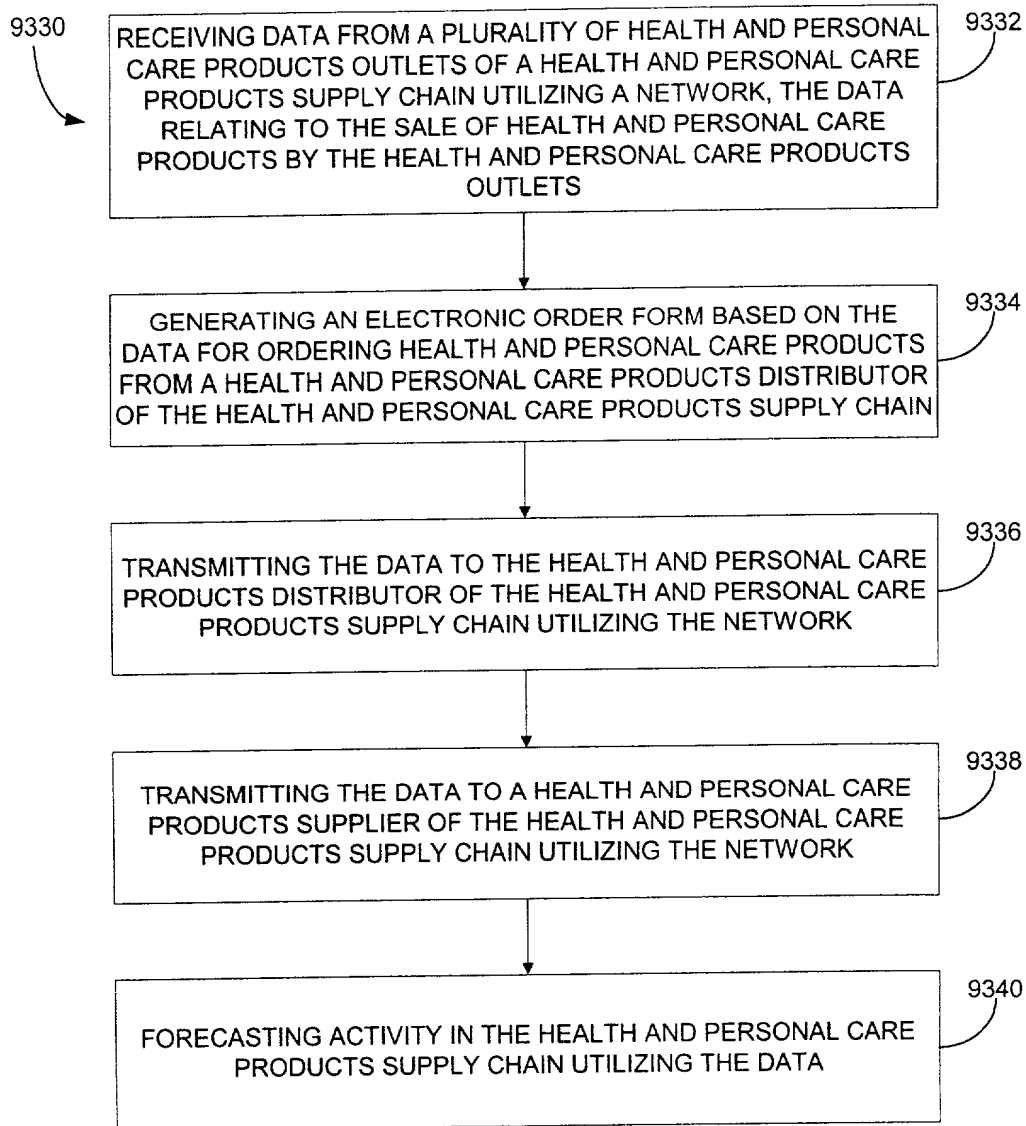 9330
9332
RECEIVING DATA FROM A PLURALITY OF HEALTH AND PERSONAL
CARE PRODUCTS OUTLETS OF A HEALTH AND PERSONAL CARE
PRODUCTS SUPPLY CHAIN UTILIZING A NETWORK, THE DATA
RELATING TO THE SALE OF HEALTH AND PERSONAL CARE
PRODUCTS BY THE HEALTH AND PERSONAL CARE PRODUCTS
OUTLETS
9334
GENERATING AN ELECTRONIC ORDER FORM BASED ON THE
DATA FOR ORDERING HEALTH AND PERSONAL CARE PRODUCTS
FROM A HEALTH AND PERSONAL CARE PRODUCTS DISTRIBUTOR
OF THE HEALTH AND PERSONAL CARE PRODUCTS SUPPLY CHAIN
9336
TRANSMITTING THE DATA TO THE HEALTH AND PERSONAL CARE
PRODUCTS DISTRIBUTOR OF THE HEALTH AND PERSONAL CARE
PRODUCTS SUPPLY CHAIN UTILIZING THE NETWORK
9338
TRANSMITTING THE DATA TO A HEALTH AND PERSONAL CARE
PRODUCTS SUPPLIER OF THE HEALTH AND PERSONAL CARE
PRODUCTS SUPPLY CHAIN UTILIZING THE NETWORK
9340
FORECASTING ACTIVITY IN THE HEALTH AND PERSONAL CARE
PRODUCTS SUPPLY CHAIN UTILIZING THE DATA